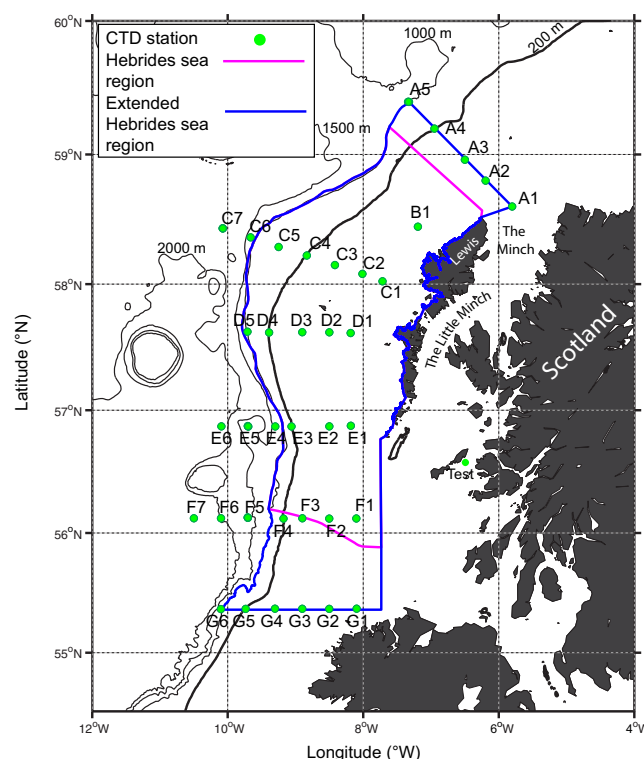 60°N
59°N
58°N
57°N
56°N
55°N
12°W
10°W
8°W
6°W
4°W
Latitude (°N)
Longitude (°W)
CTD station
Hebrides sea
region
Extended
Hebrides sea
region
1000 m
200 m
1500 m
2000 m
A5
A4
A3
A2
A1
B1
C7
C6
C5
C4
C3
C2
C1
D5
D4
D3
D2
D1
E6
E5
E4
E3
E2
E1
F7
F6
F5
F4
F3
F2
F1
G6
G5
G4
G3
G2
G1
Test
Lewis
The
Minch
The Little Minch
Scotland